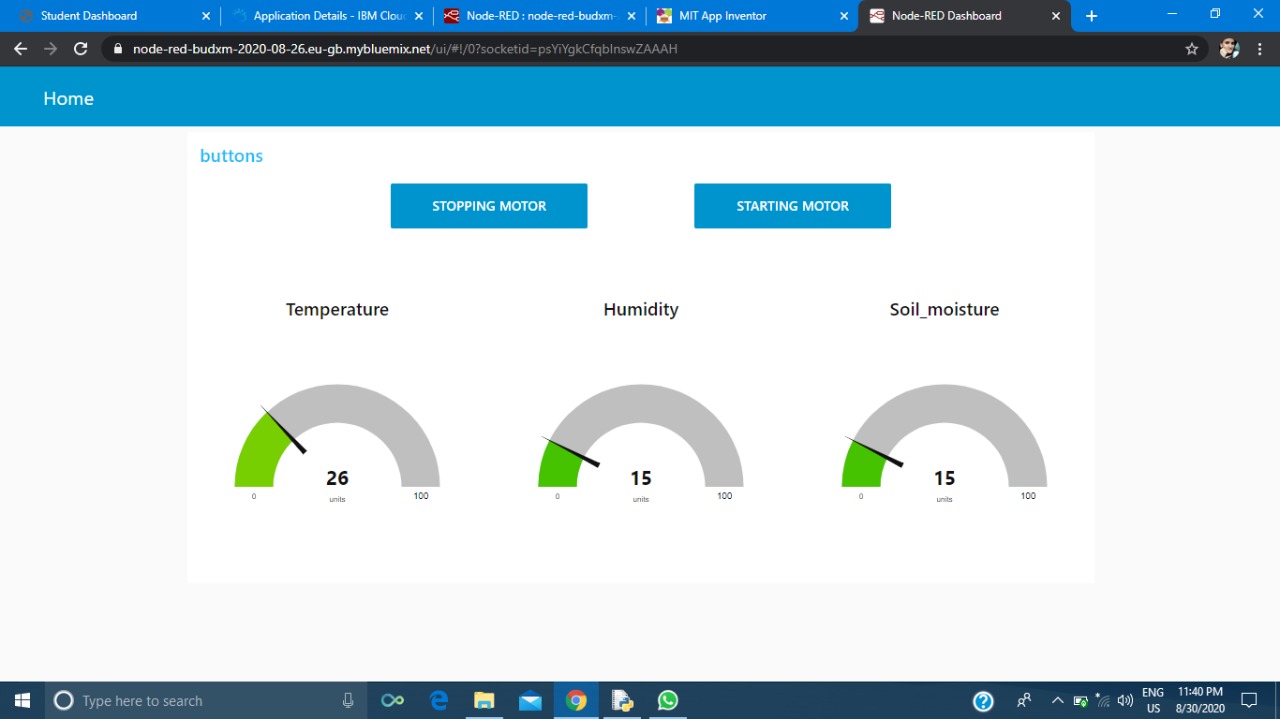 Student Dashboard
Application Details - IBM Clou
Node-RED : node-red-budxm-
MIT App Inventor
Node-RED Dashboard
node-red-budxm-2020-08-26.eu-gb.mybluemix.net/ui/#!/0?socketid=psYiYgkCfqbInswZAAAH
Home
buttons
STOPPING MOTOR STARTING MOTOR
Temperature Humidity Soil_moisture
26 15 15
0 units 100 0 units 100 0 units 100
Type here to search
ENG 11:40 PM
US 8/30/2020